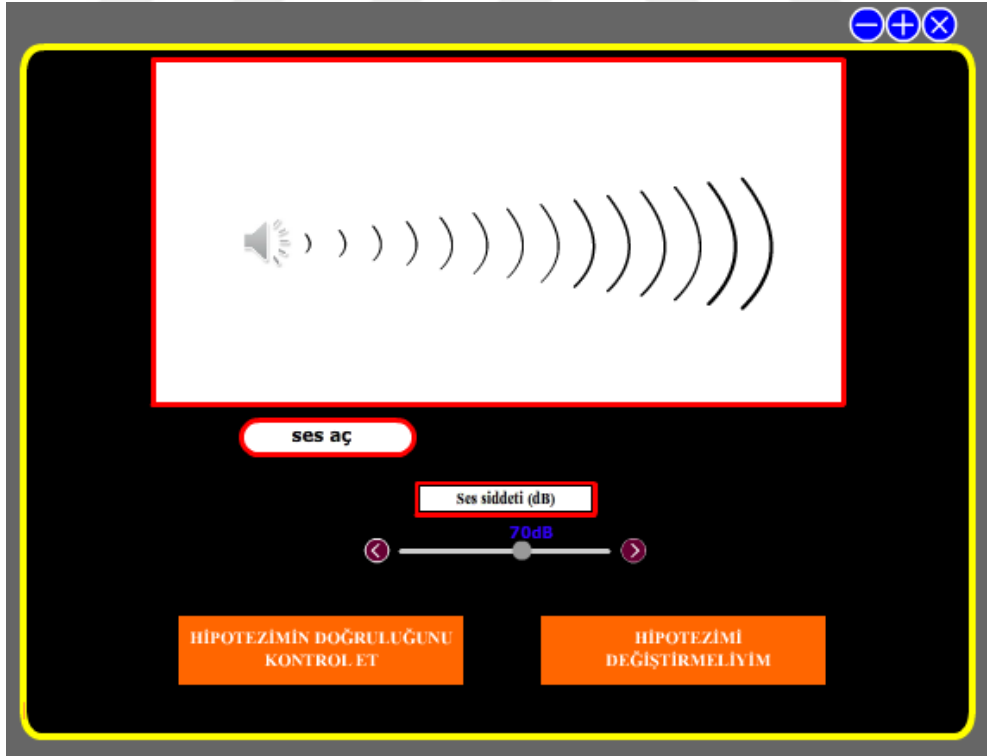 ses aç
Ses siddeti (dB)
70dB
HİPOTEZİMİN DOĞRULUĞUNU
KONTROL ET
HİPOTEZİMİ
DEĞİŞTİRMELİYİM